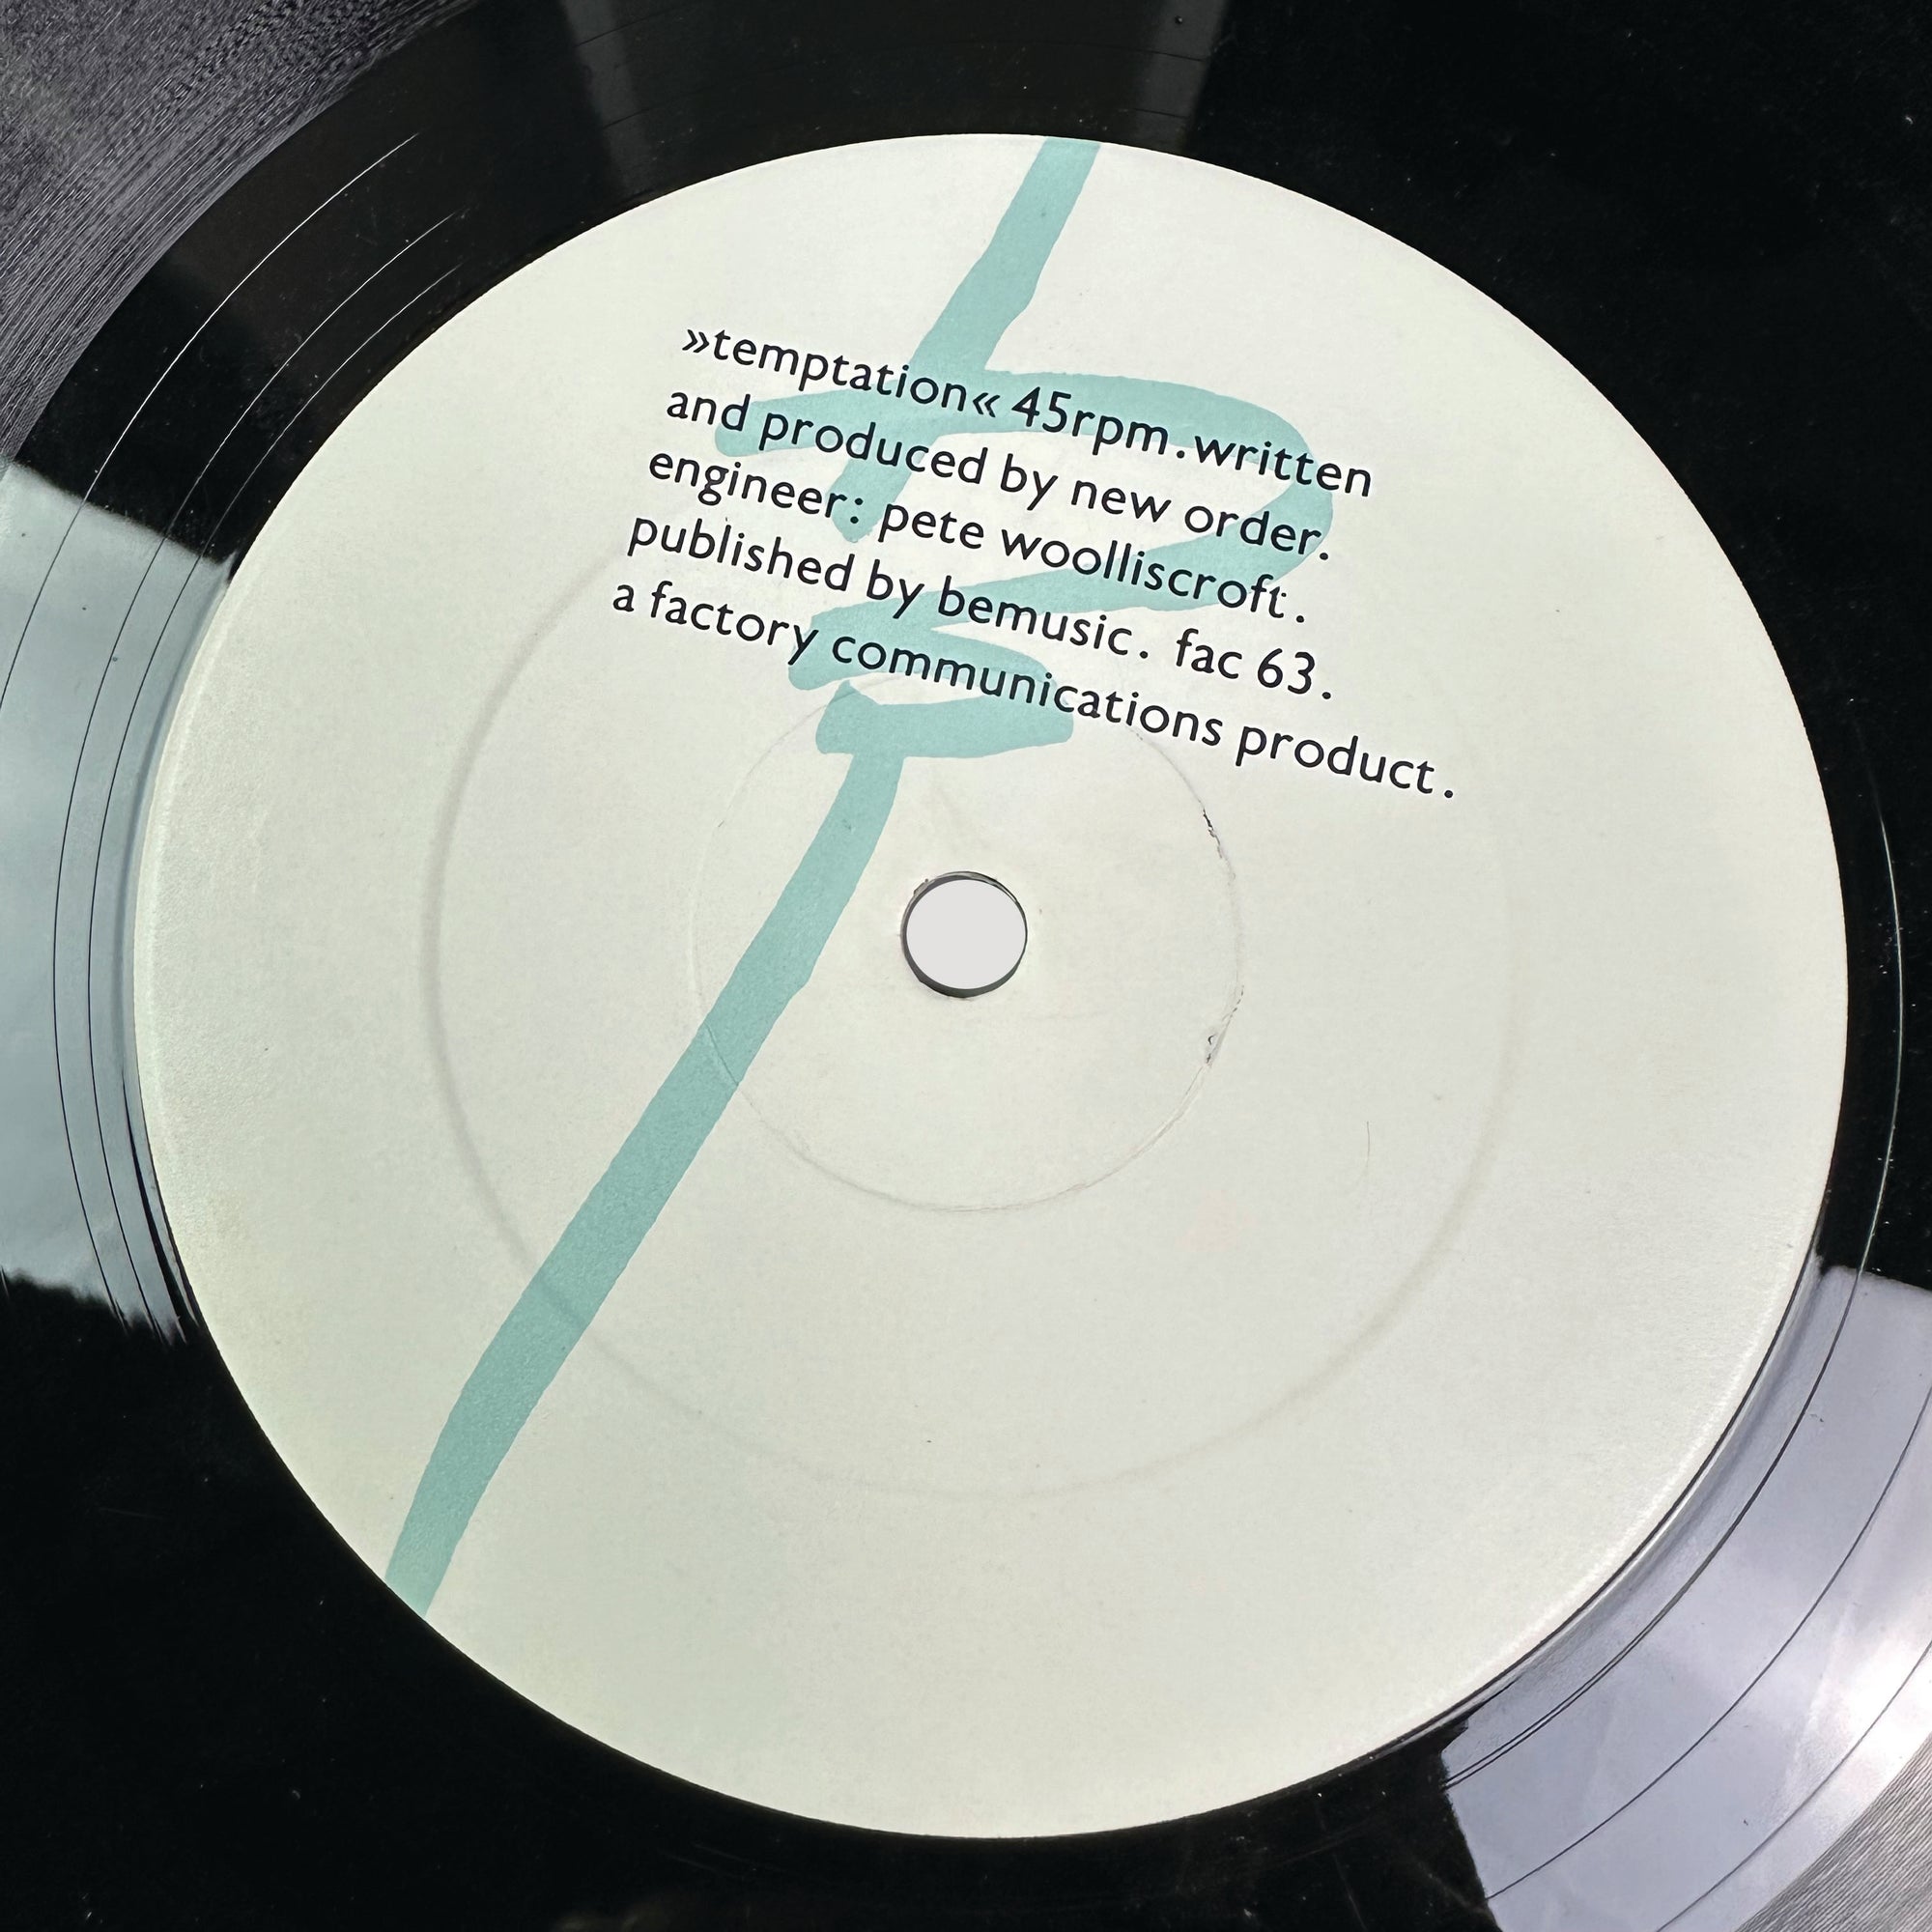 »temptation« 45rpm.written
and produced by new order.
engineer: pete woolliscroft.
published by bemusic. fac 63.
a factory communications product.